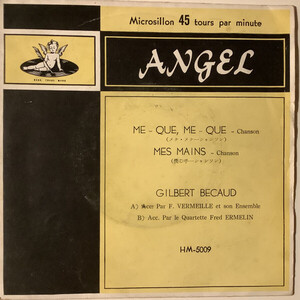 Microsillon 45 tours par minute
ANGEL
ME - QUE, ME - QUE - Chanson
MES MAINS - Chanson
GILBERT BECAUD
A) Acc. Par F. VERMEILLE et son Ensemble
B) Acc. Par le Quartette Fred ERMELIN
HM-5009